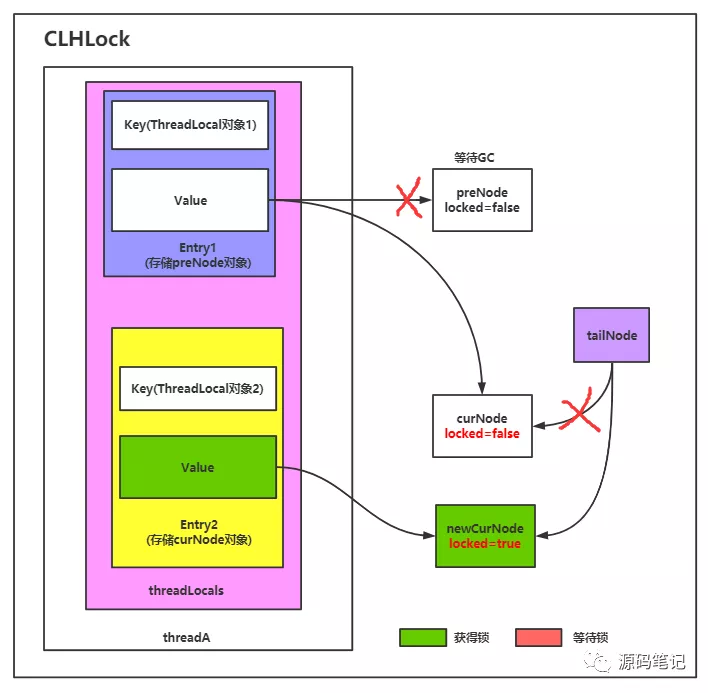 CLHLock
Key(ThreadLocal对象1)
Value
Entry1
(存储preNode对象)
等待GC
preNode
locked=false
tailNode
Key(ThreadLocal对象2)
curNode
locked=false
Value
Entry2
(存储curNode对象)
newCurNode
locked=true
threadLocals
threadA
获得锁
等待锁
源码笔记